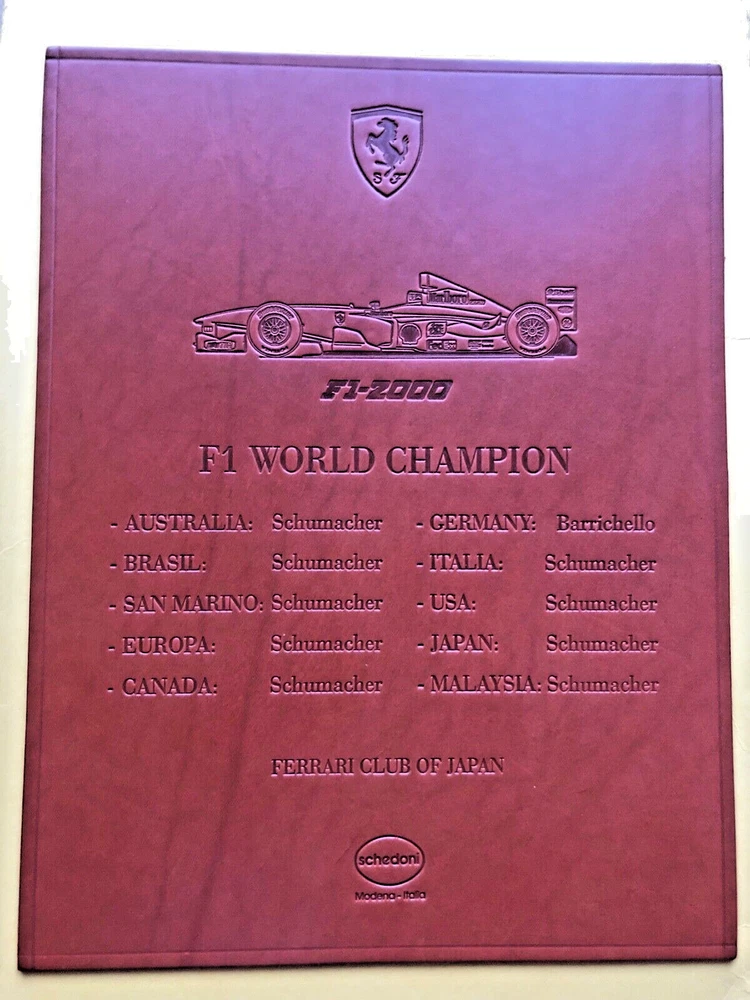 S F
Marlboro
F1-2000
F1 WORLD CHAMPION
- AUSTRALIA: Schumacher - GERMANY: Barrichello
- BRASIL: Schumacher - ITALIA: Schumacher
- SAN MARINO: Schumacher - USA: Schumacher
- EUROPA: Schumacher - JAPAN: Schumacher
- CANADA: Schumacher - MALAYSIA: Schumacher
FERRARI CLUB OF JAPAN
schedoni
Modena - Italia